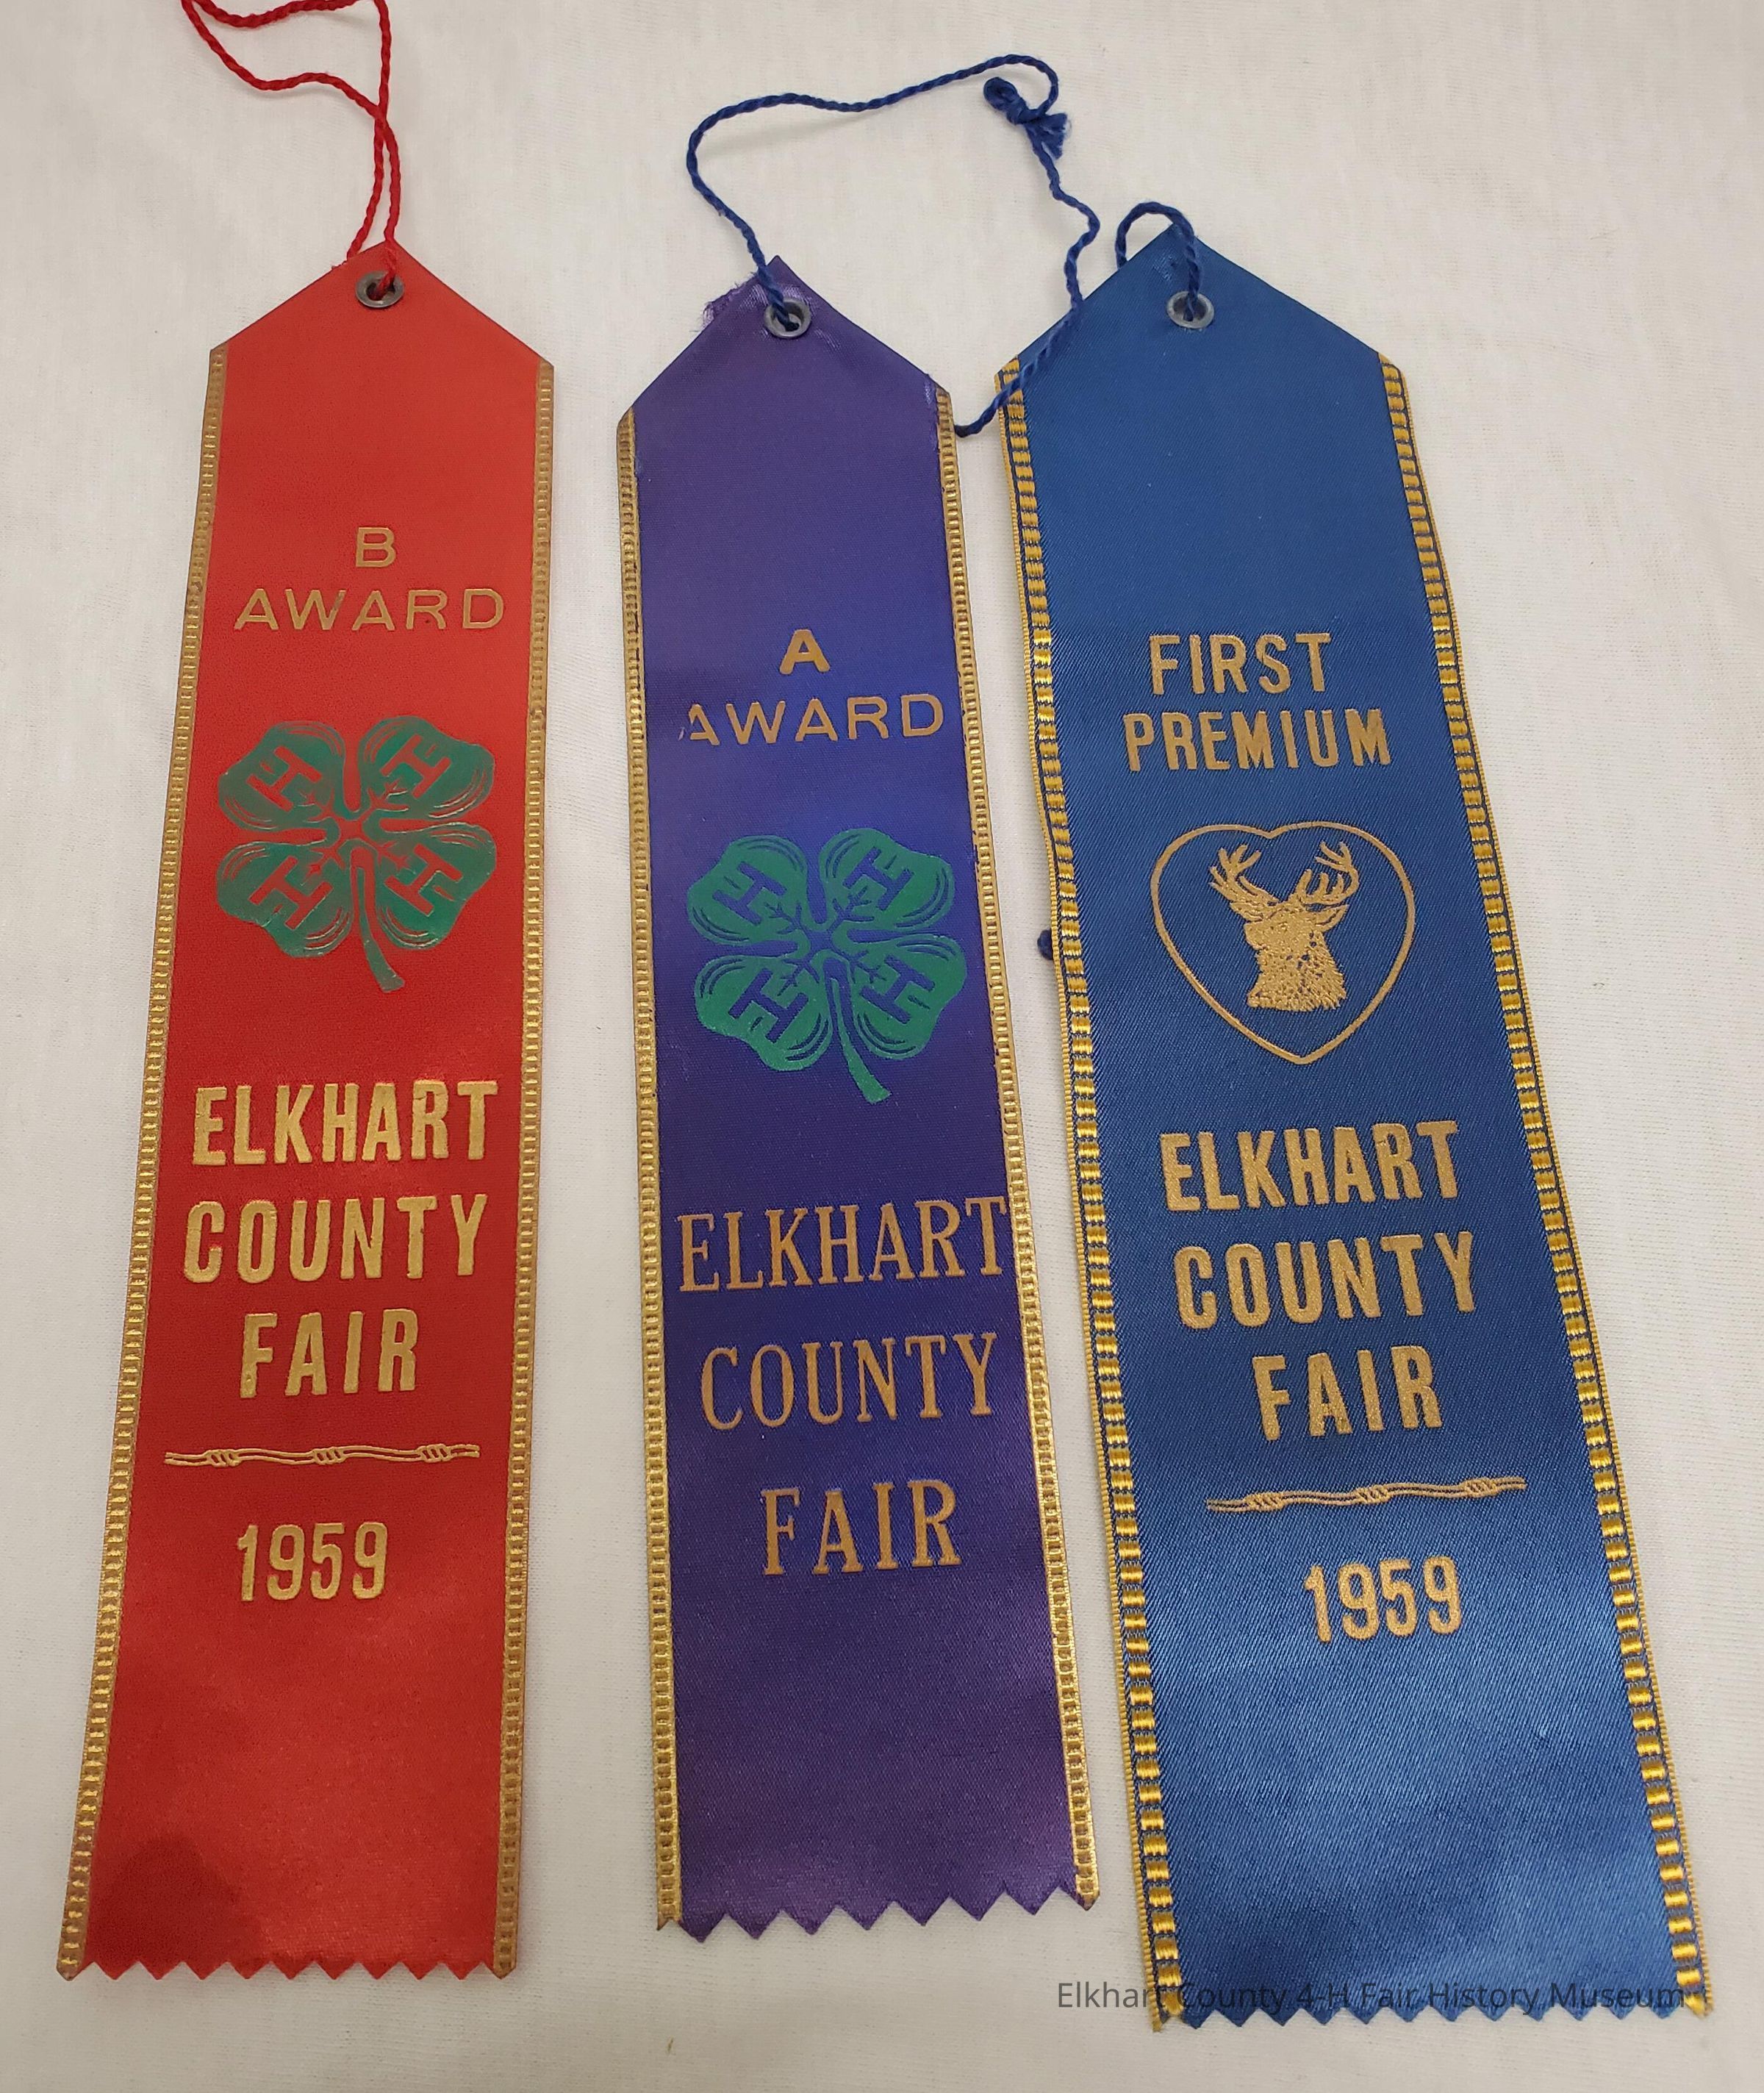 B
AWARD
H H
H H
ELKHART
COUNTY
FAIR
1959
A
AWARD
H H
H H
ELKHART
COUNTY
FAIR
FIRST
PREMIUM
ELKHART
COUNTY
FAIR
1959
Elkhart County 4-H Fair History Museum